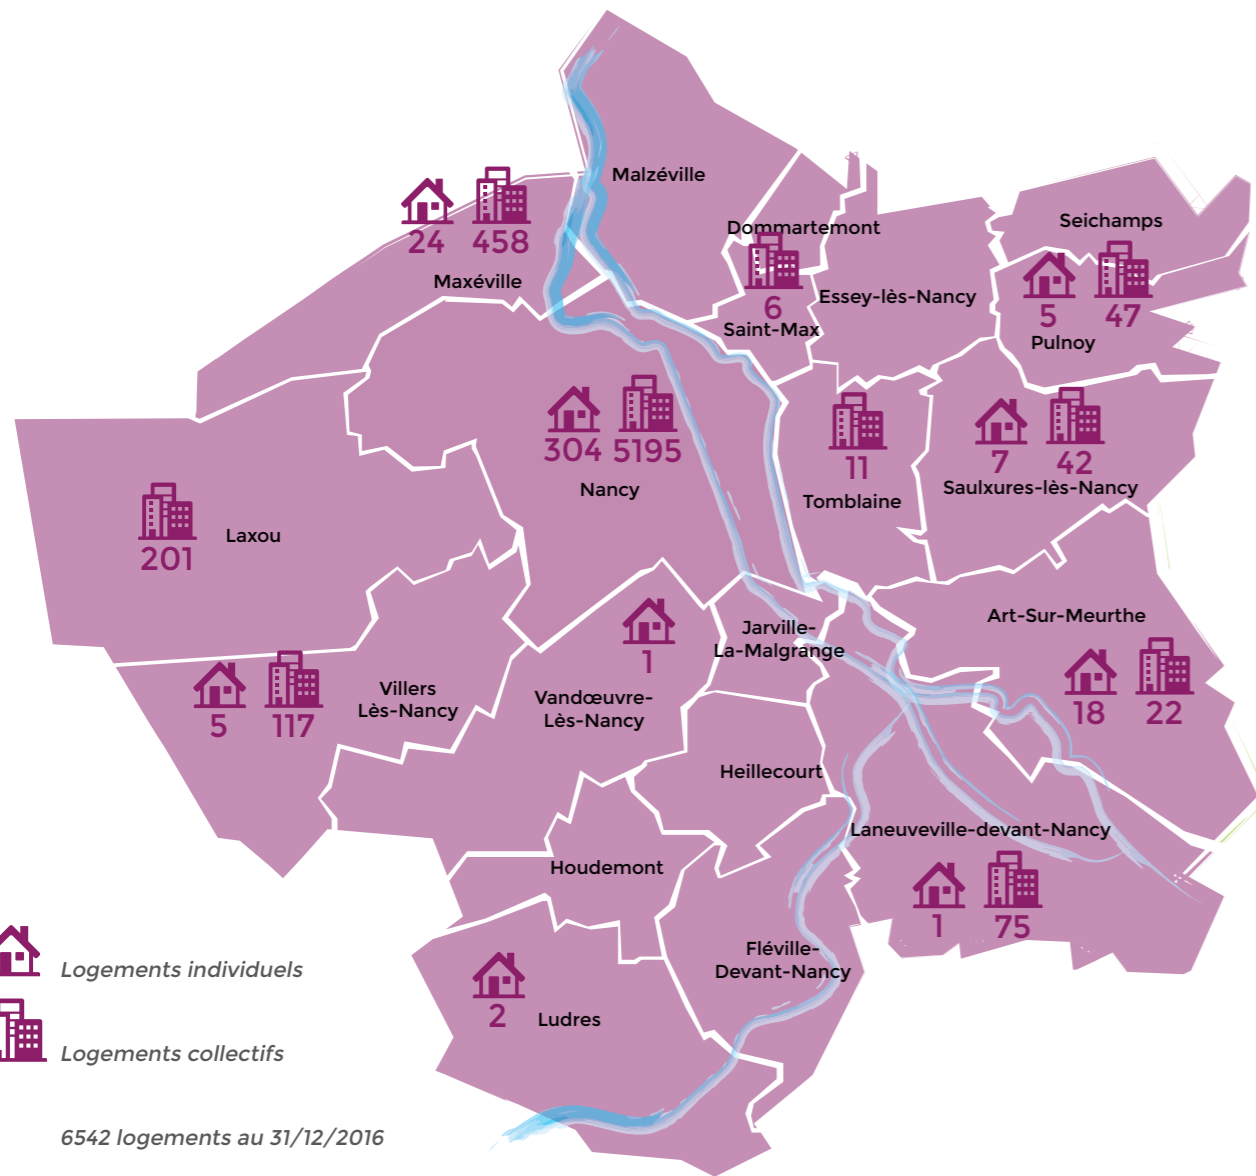 Malzéville
Dommartement
Seichamps
24 458
Maxéville
6
Saint-Max
Essey-lès-Nancy
5 47
Pulnoy
304 5195
Nancy
11
Tomblaine
7 42
Saulxures-lès-Nancy
201
Laxou
Art-Sur-Meurthe
18 22
Jarville-
La-Malgrange
1
Vandœuvre-
Lès-Nancy
5 117
Villers
Lès-Nancy
Heillecourt
Laneuveville-devant-Nancy
1 75
Houdemont
Fléville-
Devant-Nancy
2
Ludres
Logements individuels
Logements collectifs
6542 logements au 31/12/2016